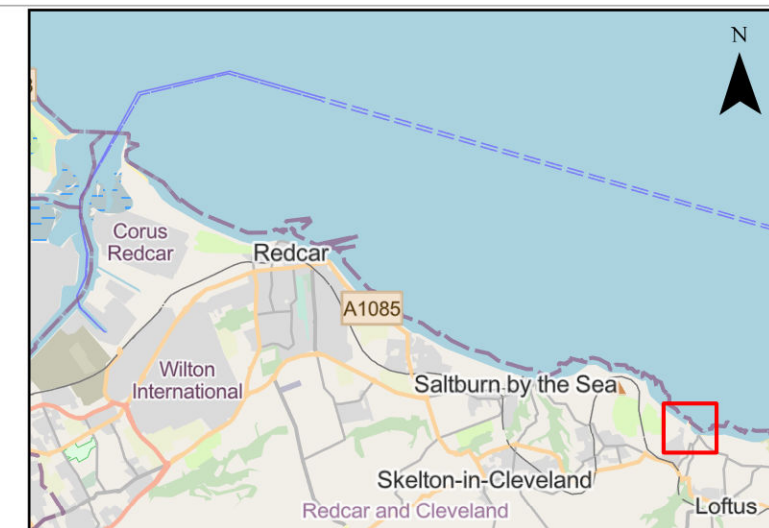 N
Corus
Redcar
Redcar
A1085
Wilton
International
Saltburn by the Sea
Skelton-in-Cleveland
Redcar and Cleveland
Loftus